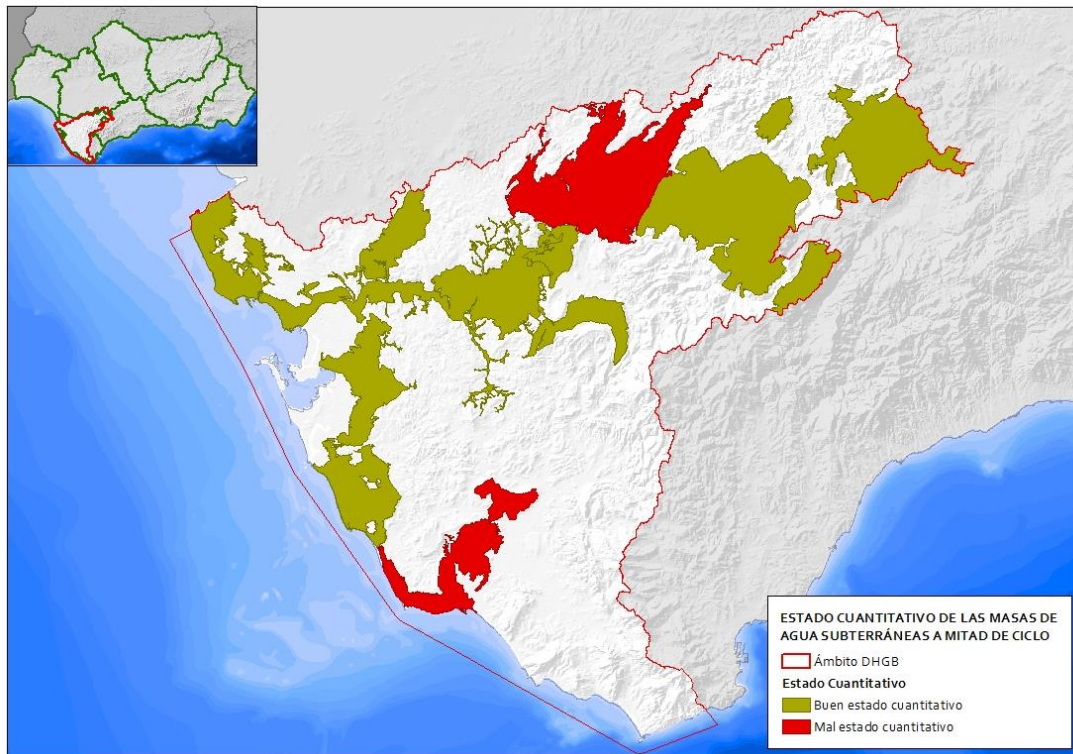 ESTADO CUANTITATIVO DE LAS MASAS DE
AGUA SUBTERRÁNEAS A MITAD DE CICLO
Ámbito DHGB
Estado Cuantitativo
Buen estado cuantitativo
Mal estado cuantitativo